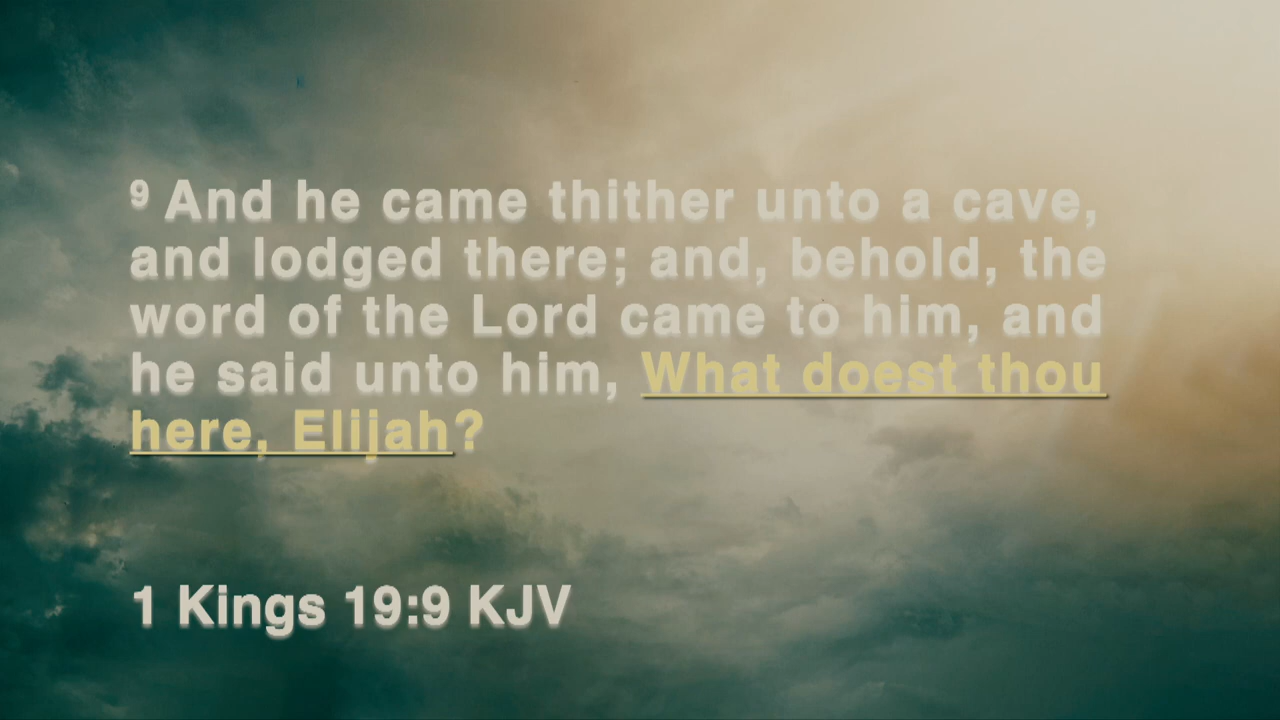 9 And he came thither unto a cave,
and lodged there; and, behold, the
word of the Lord came to him, and
he said unto him, What doest thou
here, Elijah?
1 Kings 19:9 KJV